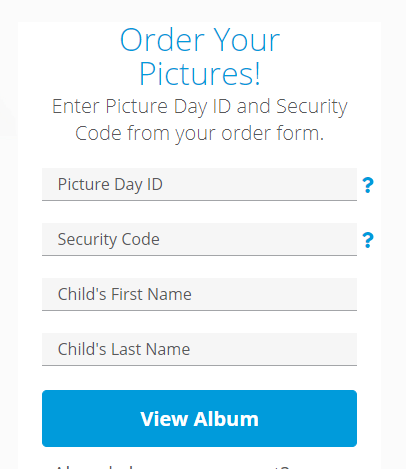 Order Your
Pictures!
Enter Picture Day ID and Security
Code from your order form.
Picture Day ID
?
Security Code
?
Child's First Name
Child's Last Name
View Album